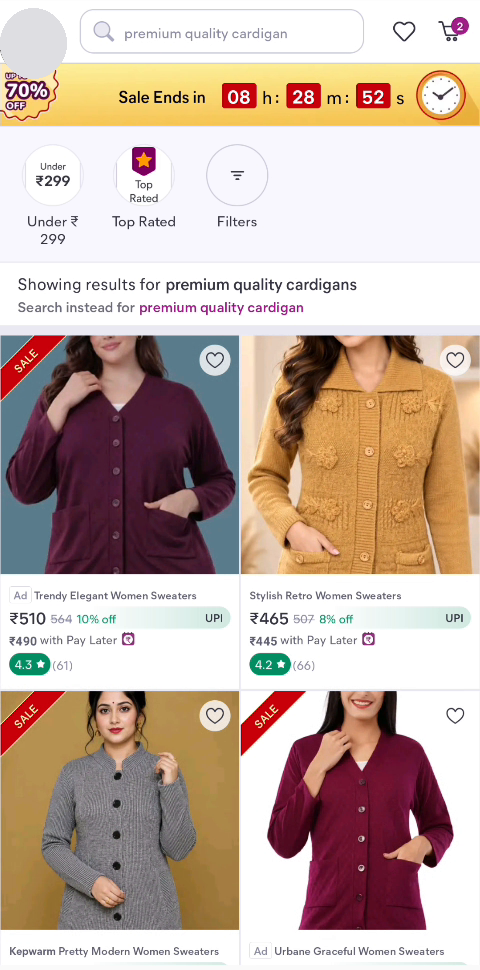 premium quality cardigan
2
UP TO
70%
OFF
Sale Ends in 08 h: 28 m: 52 s
Under
₹299
Top
Rated
Under ₹
299
Top Rated
Filters
Showing results for premium quality cardigans
Search instead for premium quality cardigan
SALE
Ad Trendy Elegant Women Sweaters
₹510 564 10% off UPI
₹490 with Pay Later
4.3 ★ (61)
Stylish Retro Women Sweaters
₹465 507 8% off UPI
₹445 with Pay Later
4.2 ★ (66)
SALE
SALE
Kepwarm Pretty Modern Women Sweaters
Ad Urbane Graceful Women Sweaters